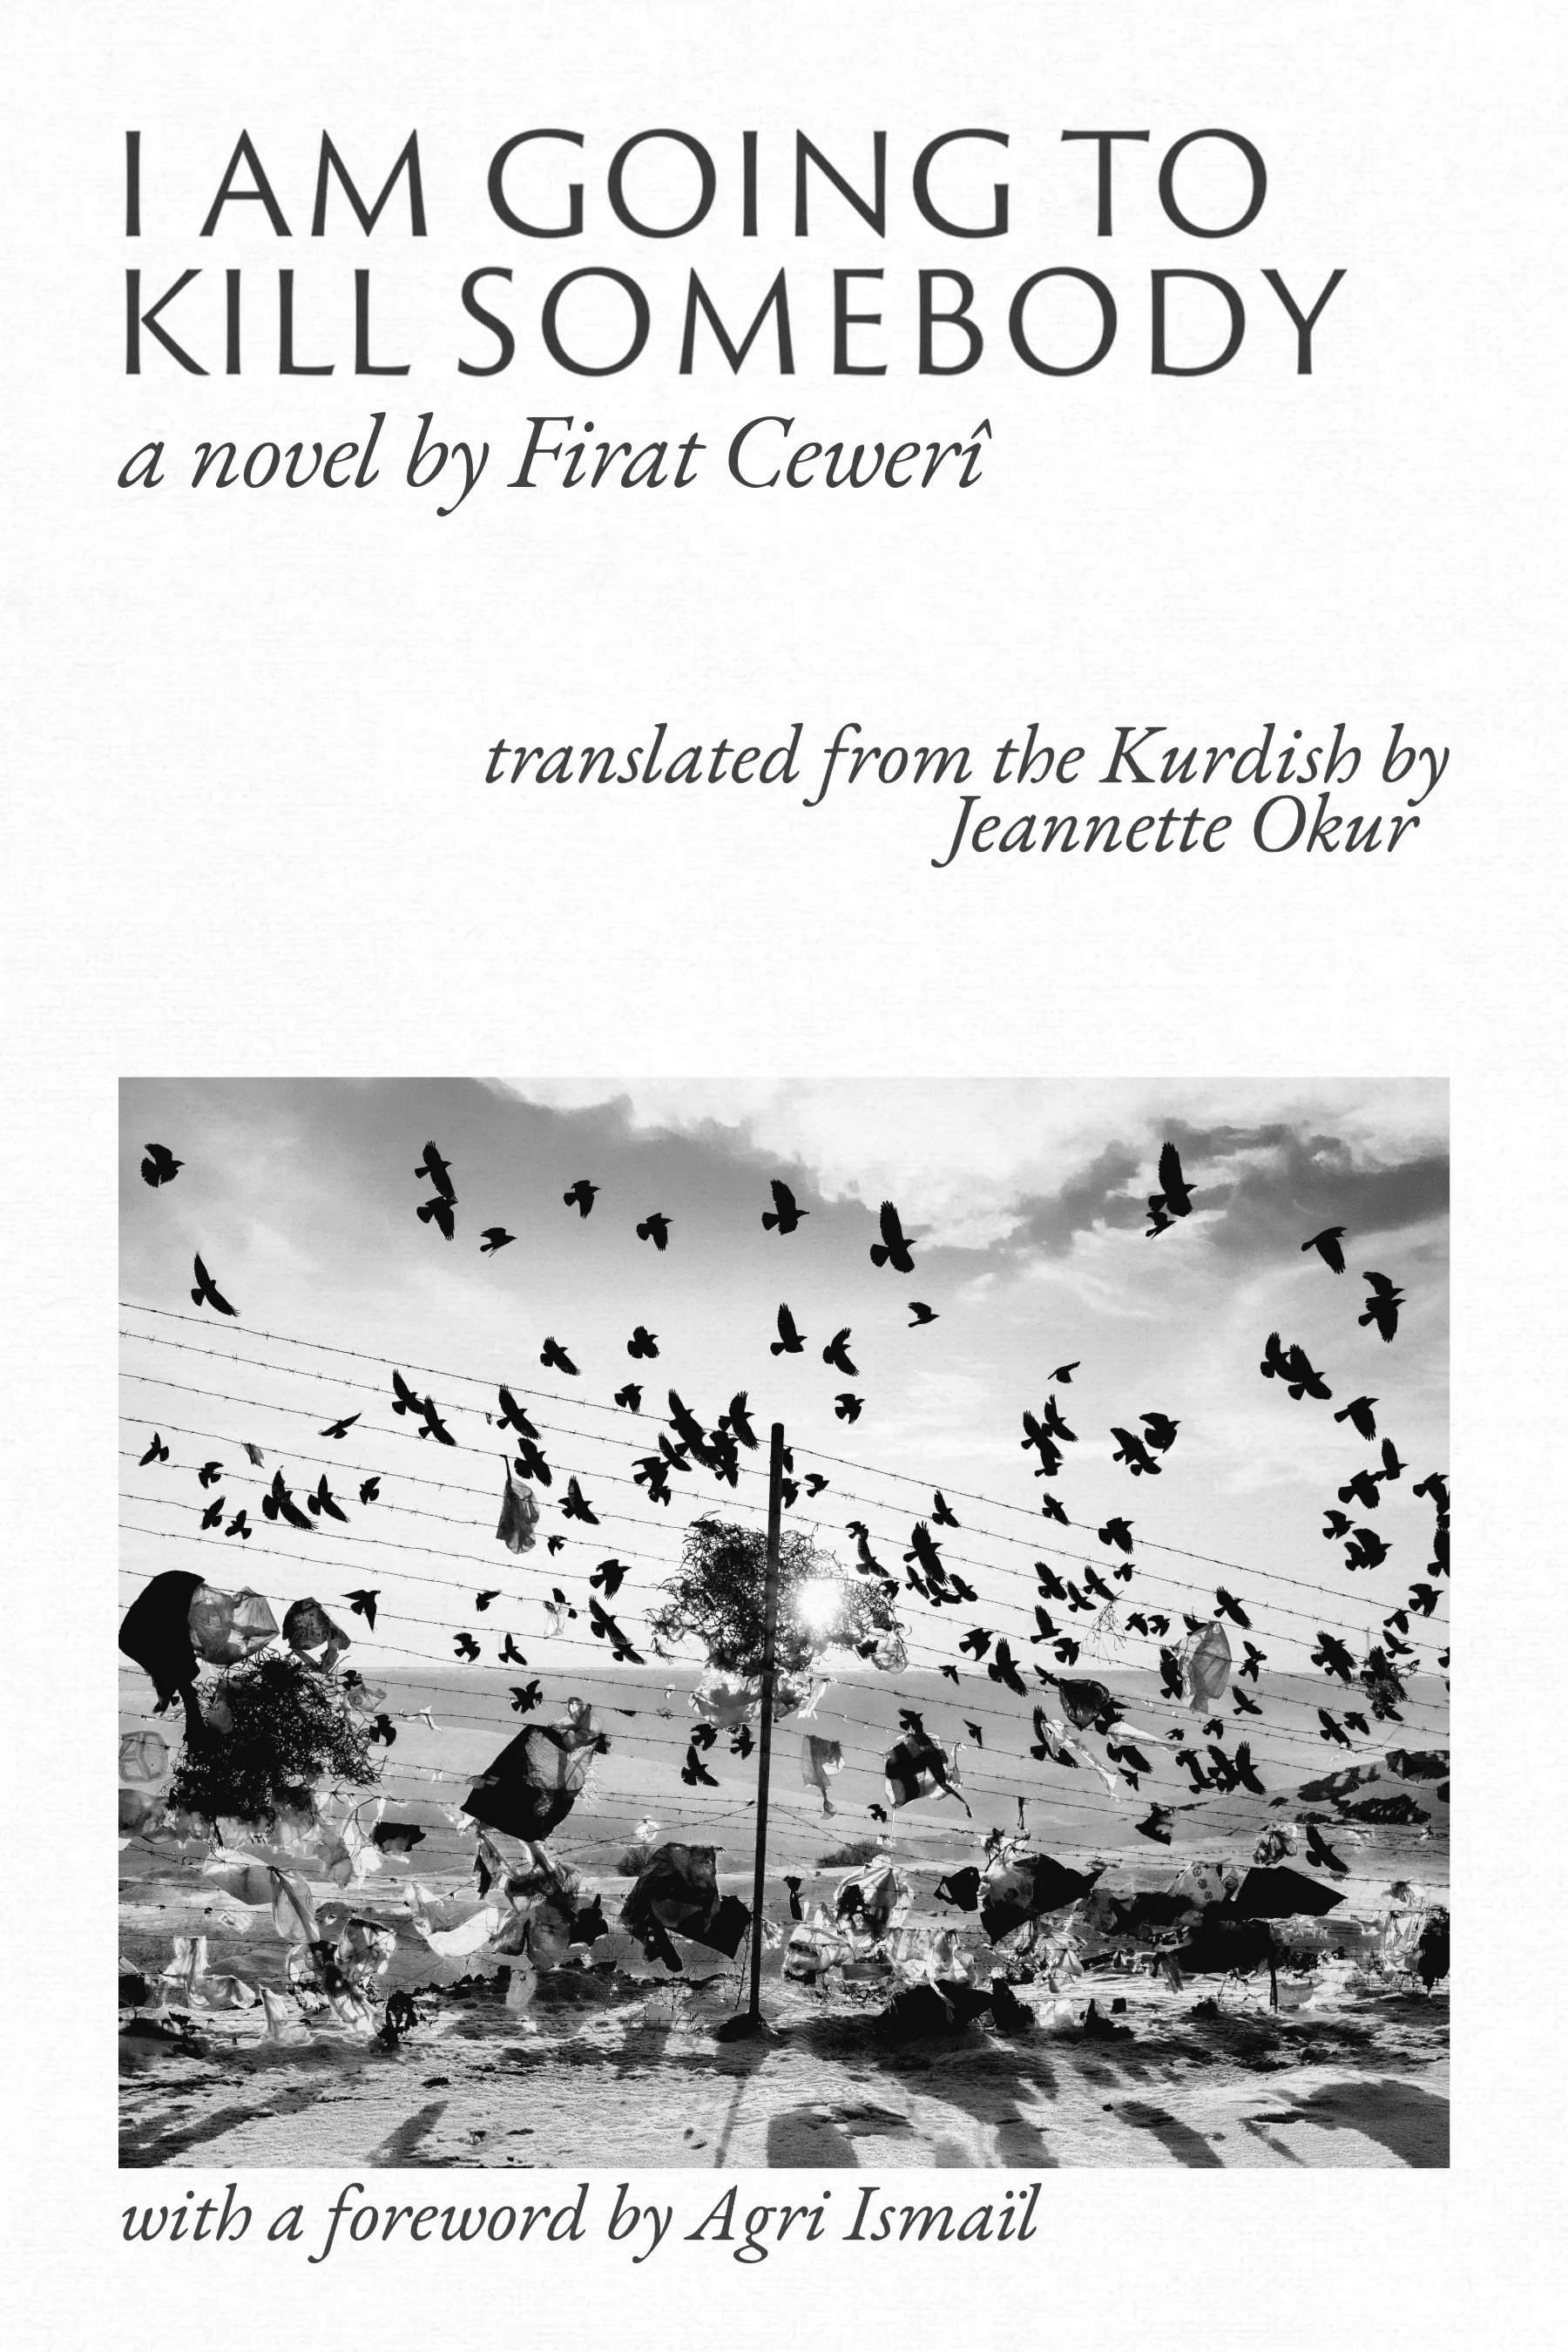 I AM GOING TO
KILL SOMEBODY
a novel by Firat Cewerî
translated from the Kurdish by
Jeannette Okur
with a foreword by Agri Ismaïl